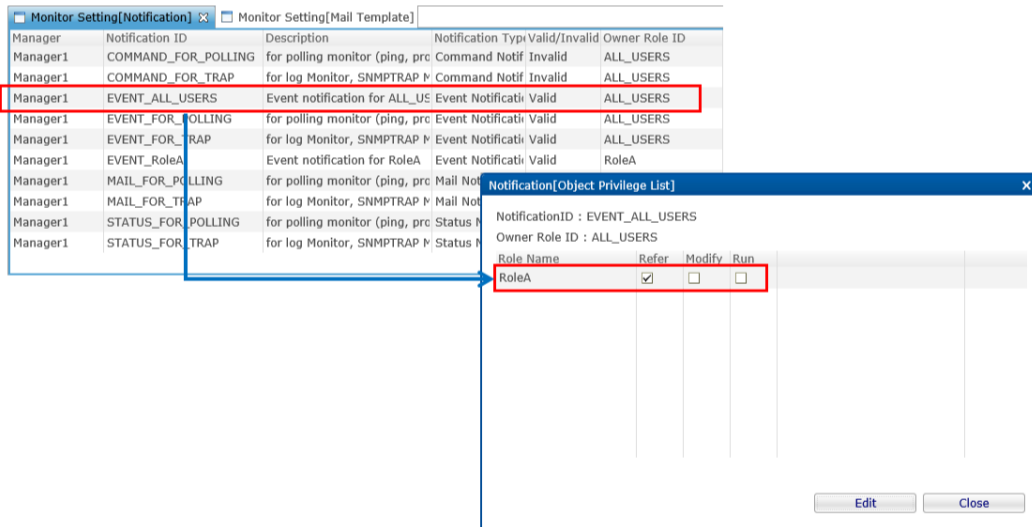 Monitor Setting[Notification] Monitor Setting[Mail Template]
Manager Notification ID Description Notification Type Valid/Invalid Owner Role ID
Manager1 COMMAND_FOR_POLLING for polling monitor (ping, prc Command Notif Invalid ALL_USERS
Manager1 COMMAND_FOR_TRAP for log Monitor, SNMPTRAP M Command Notif Invalid ALL_USERS
Manager1 EVENT_ALL_USERS Event notification for ALL_US Event Notificati Valid ALL_USERS
Manager1 EVENT_FOR_POLLING for polling monitor (ping, prc Event Notificati Valid ALL_USERS
Manager1 EVENT_FOR_TRAP for log Monitor, SNMPTRAP M Event Notificati Valid ALL_USERS
Manager1 EVENT_RoleA Event notification for RoleA Event Notificati Valid RoleA
Manager1 MAIL_FOR_POLLING for polling monitor (ping, prc Mail Not
Manager1 MAIL_FOR_TRAP for log Monitor, SNMPTRAP M Mail Not
Manager1 STATUS_FOR_POLLING for polling monitor (ping, prc Status N
Manager1 STATUS_FOR_TRAP for log Monitor, SNMPTRAP M Status N
Notification[Object Privilege List]
NotificationID : EVENT_ALL_USERS
Owner Role ID : ALL_USERS
Role Name Refer Modify Run
RoleA
Edit Close